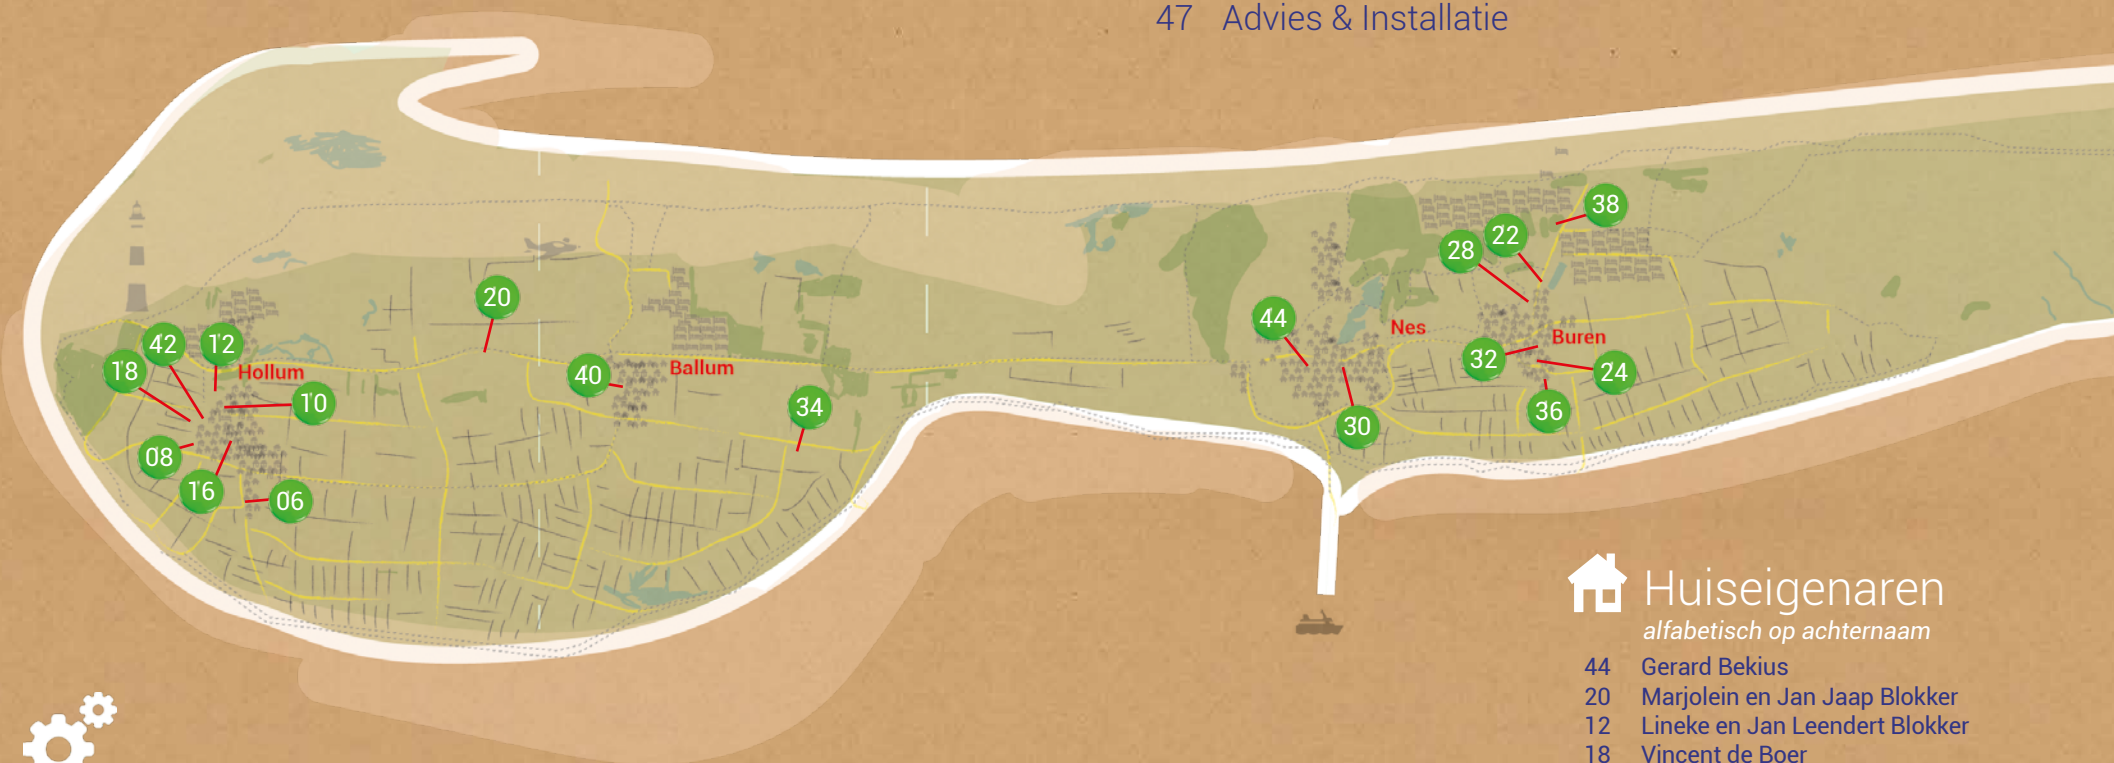 47 Advies & Installatie
38
22
28
20
44
Nes
42
12
Buren
18
Hollum
40
Ballum
32
24
10
34
36
30
08
16
06
Huiseigenaren
alfabetisch op achternaam
44 Gerard Bekius
20 Marjolein en Jan Jaap Blokker
12 Lineke en Jan Leendert Blokker
18 Vincent de Boer